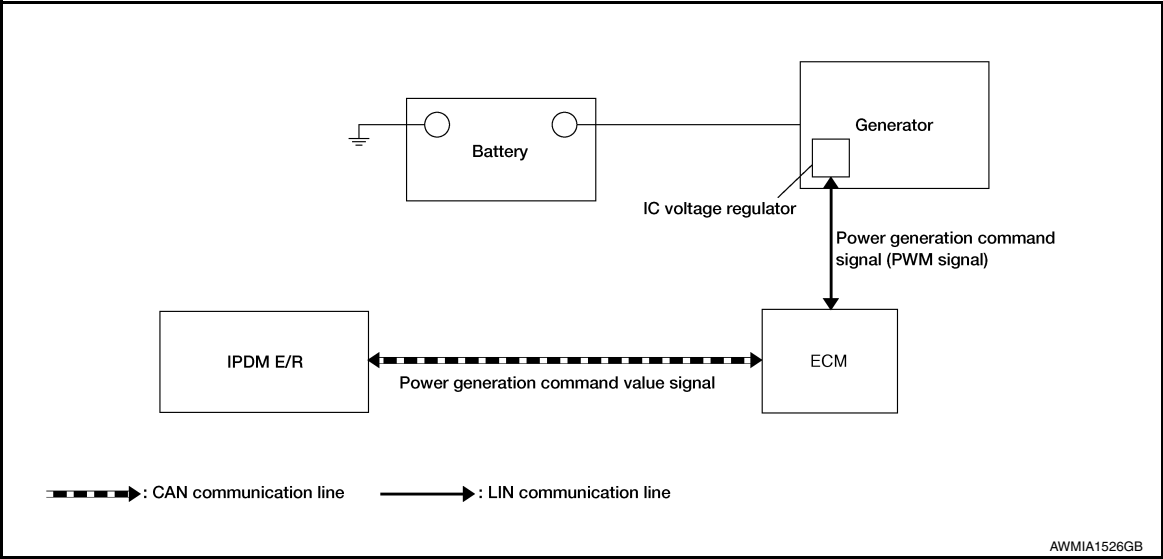 Generator
Battery
IC voltage regulator
Power generation command
signal (PWM signal)
IPDM E/R
ECM
Power generation command value signal
: CAN communication line
: LIN communication line
AWMIA1526GB